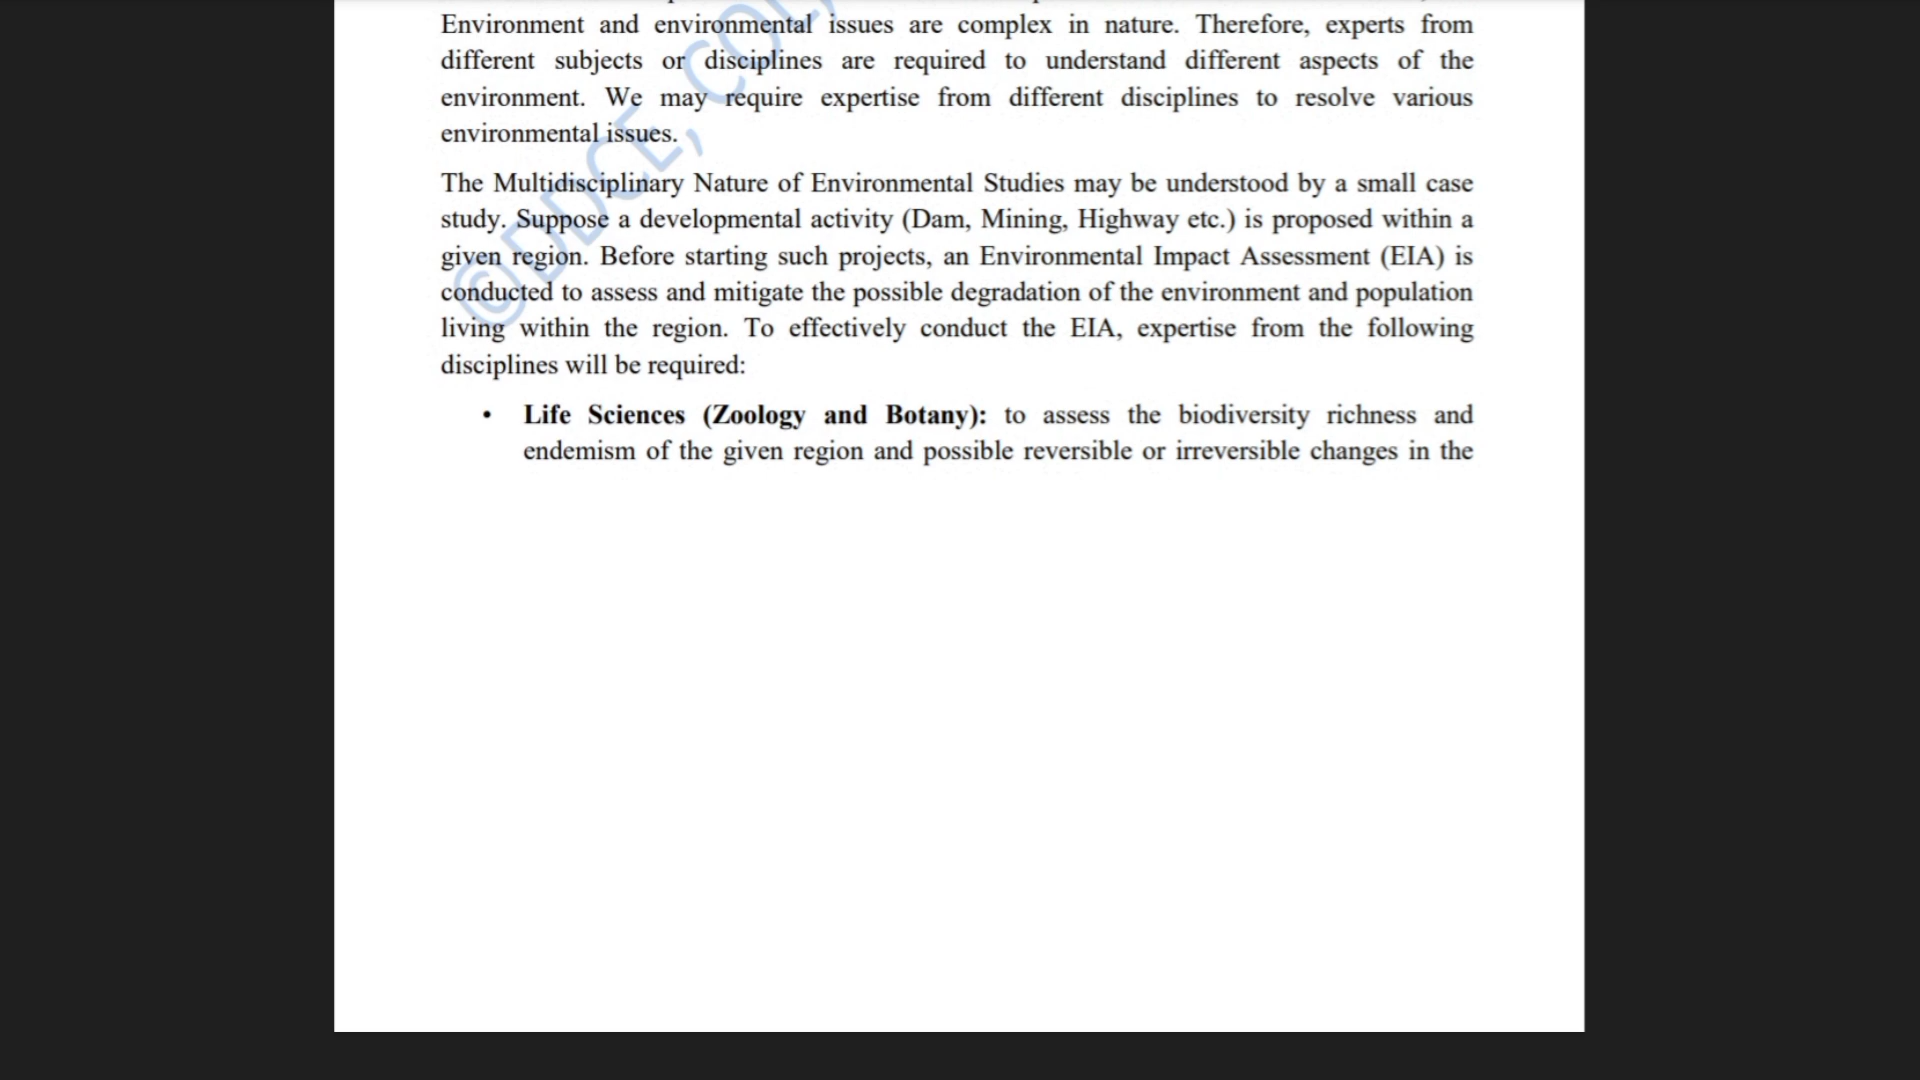 Environment and environmental issues are complex in nature. Therefore, experts from
different subjects or disciplines are required to understand different aspects of the
environment. We may require expertise from different disciplines to resolve various
environmental issues.
The Multidisciplinary Nature of Environmental Studies may be understood by a small case
study. Suppose a developmental activity (Dam, Mining, Highway etc.) is proposed within a
given region. Before starting such projects, an Environmental Impact Assessment (EIA) is
conducted to assess and mitigate the possible degradation of the environment and population
living within the region. To effectively conduct the EIA, expertise from the following
disciplines will be required:
• Life Sciences (Zoology and Botany): to assess the biodiversity richness and
endemism of the given region and possible reversible or irreversible changes in the
©DDCE, COL,